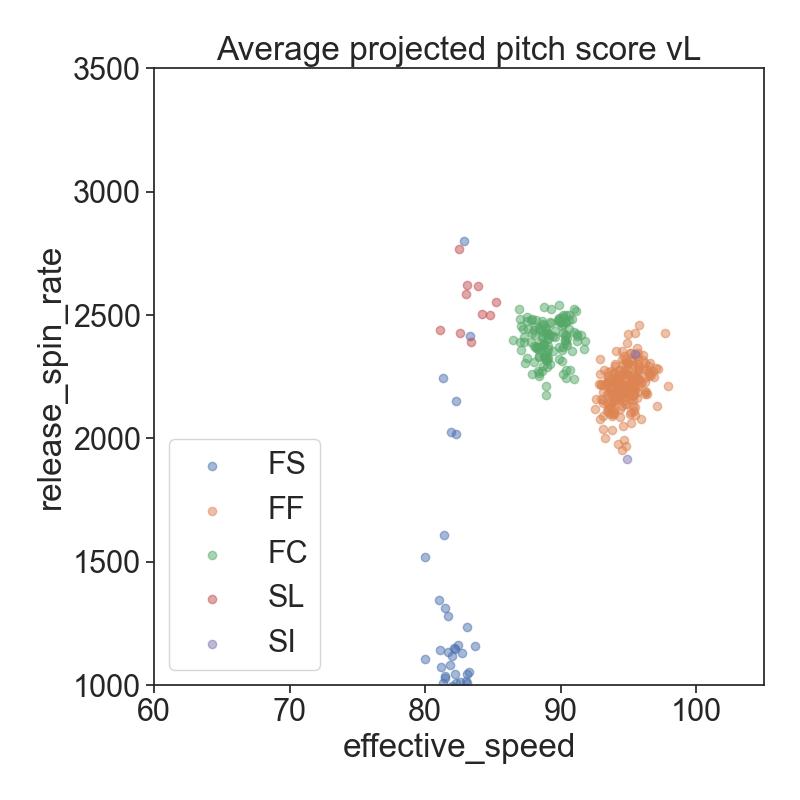 Average projected pitch score vL
release_spin_rate
3500
3000
2500
2000
1500
1000
FS
FF
FC
SL
SI
60 70 80 90 100
effective_speed